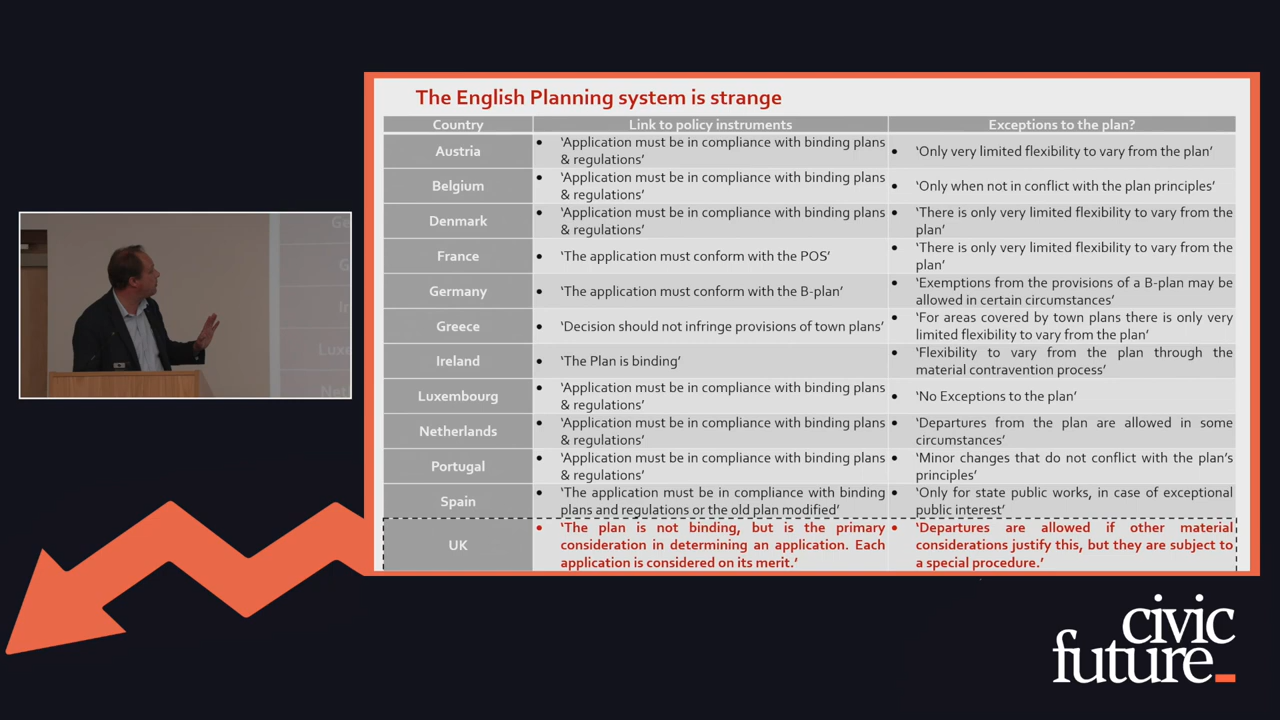 The English Planning system is strange
Country Link to policy instruments Exceptions to the plan?
Austria
• 'Application must be in compliance with binding plans
& regulations'
• 'Only very limited flexibility to vary from the plan'
Belgium
• 'Application must be in compliance with binding plans
& regulations'
• 'Only when not in conflict with the plan principles'
Denmark
• 'Application must be in compliance with binding plans
& regulations'
• 'There is only very limited flexibility to vary from the
plan'
France
• 'The application must conform with the POS'
• 'There is only very limited flexibility to vary from the
plan'
Germany
• 'The application must conform with the B-plan'
• 'Exemptions from the provisions of a B-plan may be
allowed in certain circumstances'
Greece
• 'Decision should not infringe provisions of town plans'
• 'For areas covered by town plans there is only very
limited flexibility to vary from the plan'
Ireland
• 'The Plan is binding'
• 'Flexibility to vary from the plan through the
material contravention process'
Luxembourg
• 'Application must be in compliance with binding plans
& regulations'
• 'No Exceptions to the plan'
Netherlands
• 'Application must be in compliance with binding plans
& regulations'
• 'Departures from the plan are allowed in some
circumstances'
Portugal
• 'Application must be in compliance with binding plans
& regulations'
• 'Minor changes that do not conflict with the plan's
principles'
Spain
• 'The application must be in compliance with binding
plans and regulations or the old plan modified'
• 'Only for state public works, in case of exceptional
public interest'
UK
• 'The plan is not binding, but is the primary
consideration in determining an application. Each
application is considered on its merit.'
• 'Departures are allowed if other material
considerations justify this, but they are subject to
a special procedure.'
civic
future_